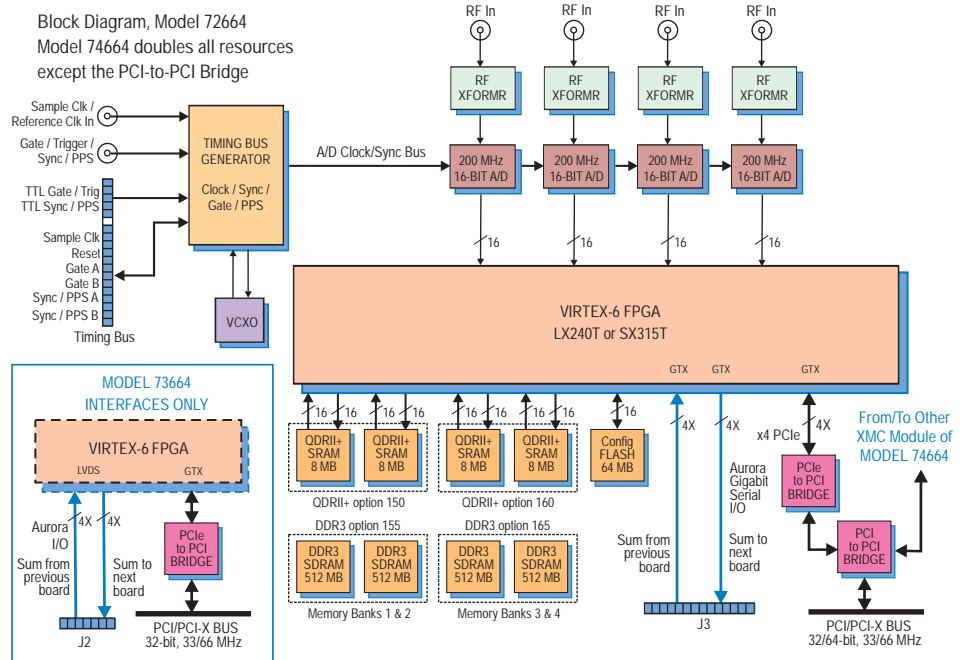 Block Diagram, Model 72664
Model 74664 doubles all resources
except the PCI-to-PCI Bridge
RF In
RF In
RF In
RF In
RF
XFORMR
RF
XFORMR
RF
XFORMR
RF
XFORMR
Sample Clk /
Reference Clk In
Gate / Trigger /
Sync / PPS
TTL Gate / Trig
TTL Sync / PPS
Sample Clk
Reset
Gate A
Gate B
Sync / PPS A
Sync / PPS B
Timing Bus
TIMING BUS
GENERATOR
Clock / Sync /
Gate / PPS
VCXO
A/D Clock/Sync Bus
200 MHz
16-BIT A/D
200 MHz
16-BIT A/D
200 MHz
16-BIT A/D
200 MHz
16-BIT A/D
16
16
16
16
VIRTEX-6 FPGA
LX240T or SX315T
GTX
GTX
GTX
16
16
16
16
16
16
16
16
16
4X
4X
4X
QDRII+
SRAM
8 MB
QDRII+
SRAM
8 MB
QDRII+
SRAM
8 MB
QDRII+
SRAM
8 MB
Config
FLASH
64 MB
QDRII+ option 150
QDRII+ option 160
DDR3 option 155
DDR3 option 165
DDR3
SDRAM
512 MB
DDR3
SDRAM
512 MB
DDR3
SDRAM
512 MB
DDR3
SDRAM
512 MB
Memory Banks 1 & 2
Memory Banks 3 & 4
Sum from
previous
board
Sum to
next
board
J3
x4 PCIe
Aurora
Gigabit
Serial
I/O
PCIe
to PCI
BRIDGE
PCI
to PCI
BRIDGE
From/To Other
XMC Module of
MODEL 74664
PCI/PCI-X BUS
32/64-bit, 33/66 MHz
MODEL 73664
INTERFACES ONLY
VIRTEX-6 FPGA
LVDS
GTX
Aurora
I/O
4X
4X
Sum from
previous
board
Sum to
next
board
J2
PCIe
to PCI
BRIDGE
PCI/PCI-X BUS
32-bit, 33/66 MHz